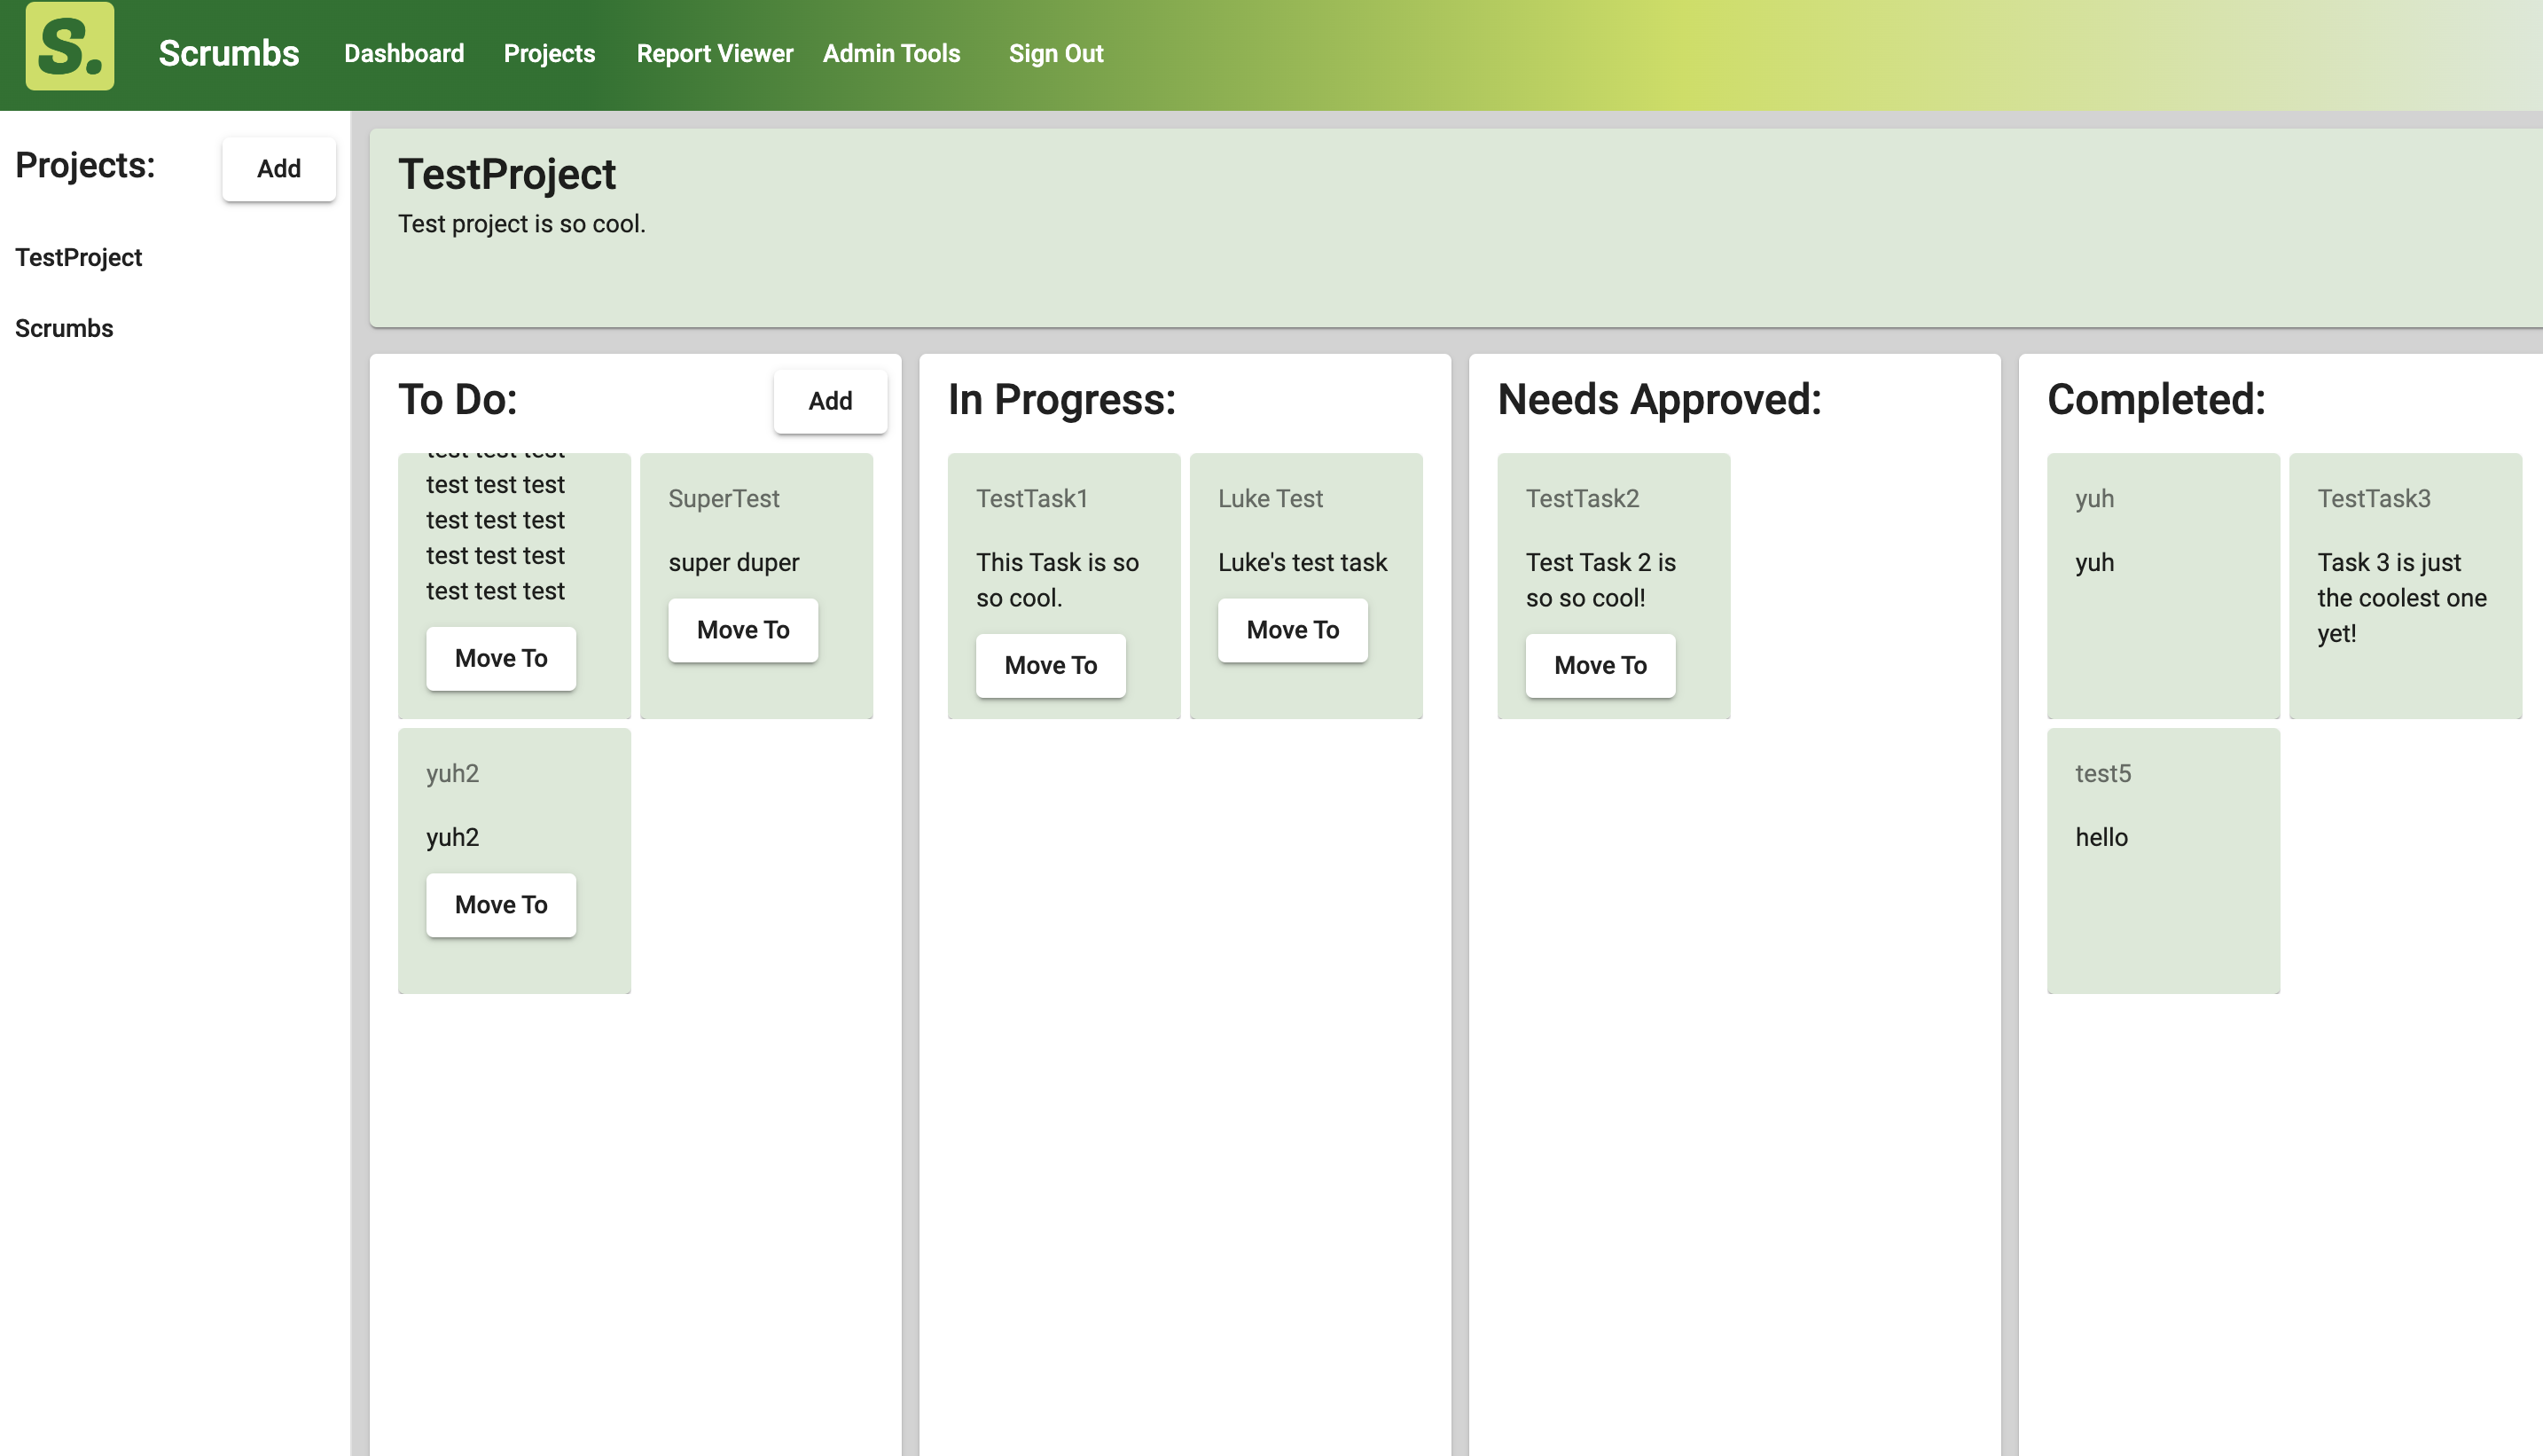 S.
Scrumbs
Dashboard
Projects
Report Viewer
Admin Tools
Sign Out
Projects:
Add
TestProject
Scrumbs
TestProject
Test project is so cool.
To Do:
Add
test test test
test test test
test test test
test test test
test test test
Move To
SuperTest
super duper
Move To
yuh2
yuh2
Move To
In Progress:
TestTask1
This Task is so
so cool.
Move To
Luke Test
Luke's test task
Move To
Needs Approved:
TestTask2
Test Task 2 is
so so cool!
Move To
Completed:
yuh
yuh
TestTask3
Task 3 is just
the coolest one
yet!
test5
hello